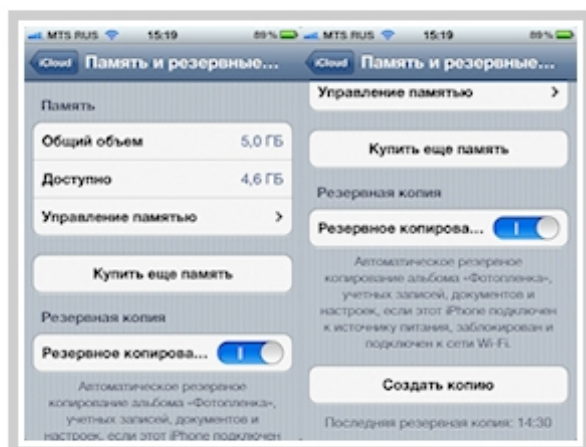 MTS RUS 15:19 89%
iCloud Память и резервные...
Память
Общий объем 5,0 ГБ
Доступно 4,6 ГБ
Управление памятью
Купить еще память
Резервная копия
Резервное копирова...
Автоматическое резервное
копирование альбома «Фотопленка»,
учетных записей, документов и
настроек, если этот iPhone подключен
MTS RUS 15:19 89%
iCloud Память и резервные...
Управление памятью
Купить еще память
Резервная копия
Резервное копирова...
Автоматическое резервное
копирование альбома «Фотопленка»,
учетных записей, документов и
настроек, если этот iPhone подключен
к источнику питания, заблокирован и
подключен к сети Wi-Fi.
Создать копию
Последняя резервная копия: 14:30